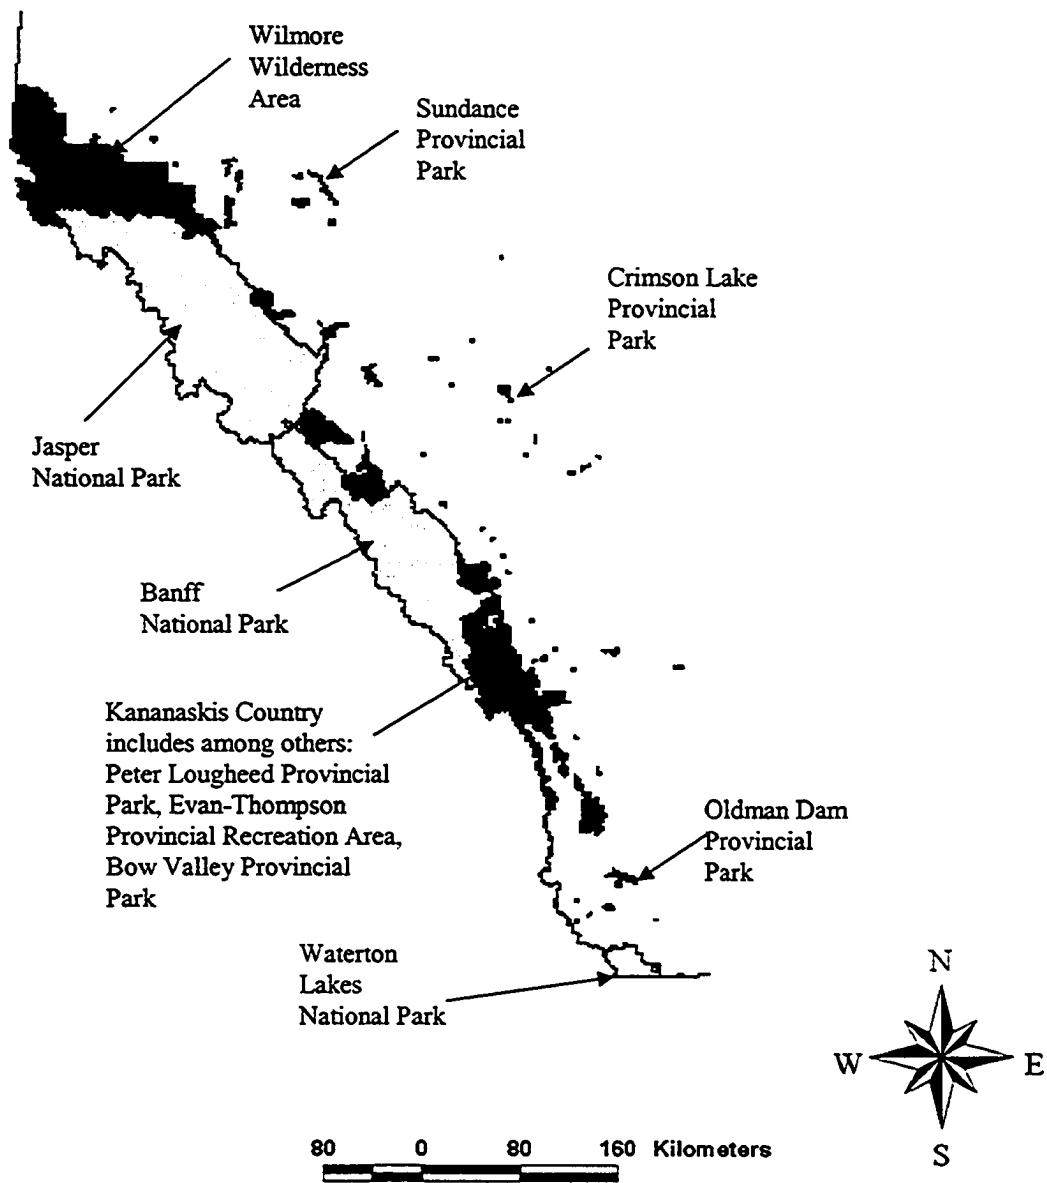 Wilmore
Wilderness
Area
Sundance
Provincial
Park
Crimson Lake
Provincial
Park
Jasper
National Park
Banff
National Park
Kananaskis Country
includes among others:
Peter Lougheed Provincial
Park, Evan-Thompson
Provincial Recreation Area,
Bow Valley Provincial
Park
Oldman Dam
Provincial
Park
Waterton
Lakes
National Park
N
W
E
S
80 0 80 160 Kilometers